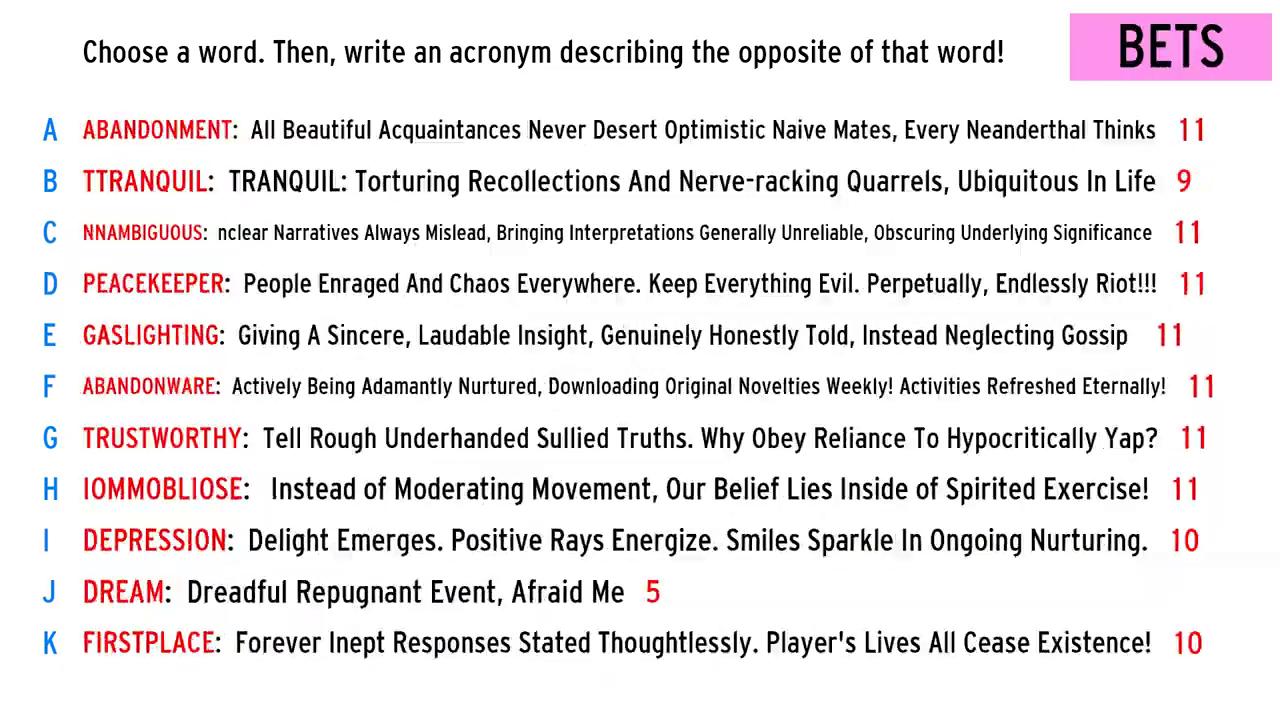 Choose a word. Then, write an acronym describing the opposite of that word!
BETS
A ABANDONMENT: All Beautiful Acquaintances Never Desert Optimistic Naive Mates, Every Neanderthal Thinks 11
B TTRANQUIL: TRANQUIL: Torturing Recollections And Nerve-racking Quarrels, Ubiquitous In Life 9
C NNAMBIGUOUS: nclear Narratives Always Mislead, Bringing Interpretations Generally Unreliable, Obscuring Underlying Significance 11
D PEACEKEEPER: People Enraged And Chaos Everywhere. Keep Everything Evil. Perpetually, Endlessly Riot!!! 11
E GASLIGHTING: Giving A Sincere, Laudable Insight, Genuinely Honestly Told, Instead Neglecting Gossip 11
F ABANDONWARE: Actively Being Adamantly Nurtured, Downloading Original Novelties Weekly! Activities Refreshed Eternally! 11
G TRUSTWORTHY: Tell Rough Underhanded Sullied Truths. Why Obey Reliance To Hypocritically Yap? 11
H IOMMOBLIOSE: Instead of Moderating Movement, Our Belief Lies Inside of Spirited Exercise! 11
I DEPRESSION: Delight Emerges. Positive Rays Energize. Smiles Sparkle In Ongoing Nurturing. 10
J DREAM: Dreadful Repugnant Event, Afraid Me 5
K FIRSTPLACE: Forever Inept Responses Stated Thoughtlessly. Player's Lives All Cease Existence! 10